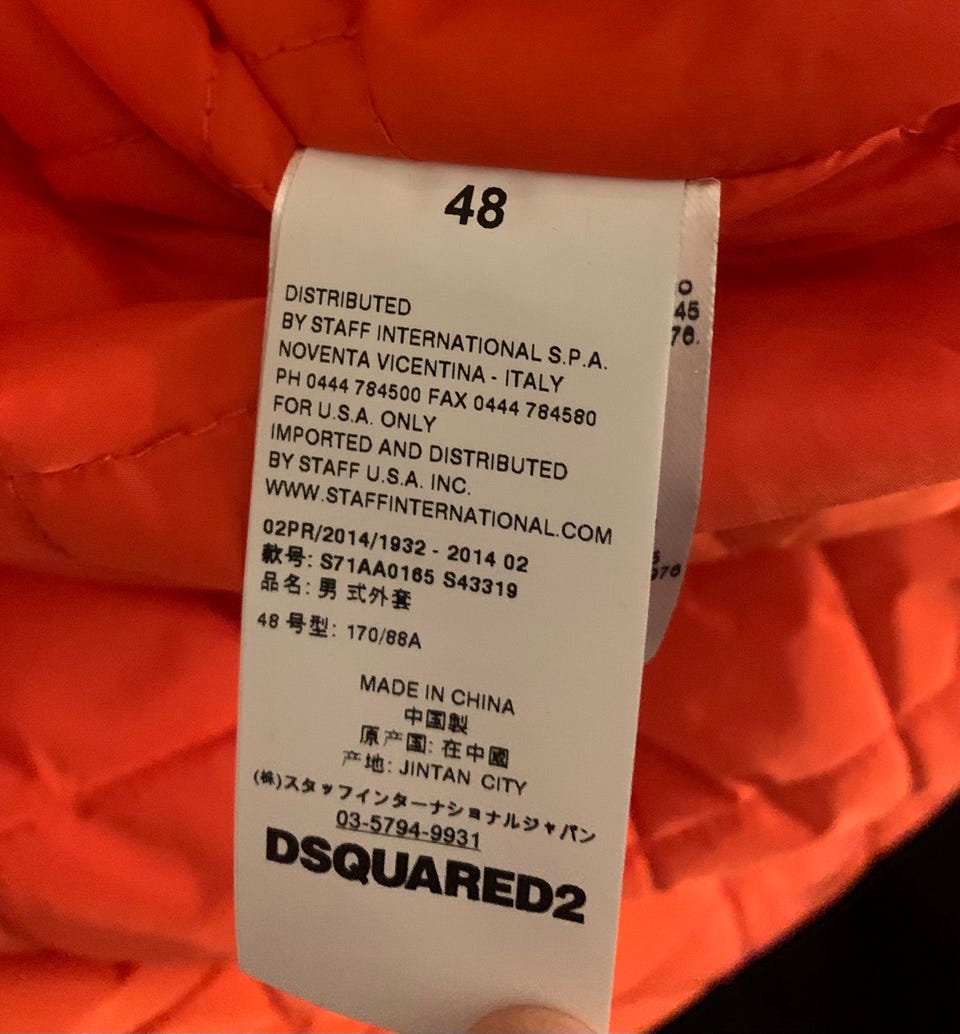 48
DISTRIBUTED
BY STAFF INTERNATIONAL S.P.A.
NOVENTA VICENTINA - ITALY
PH 0444 784500 FAX 0444 784580
FOR U.S.A. ONLY
IMPORTED AND DISTRIBUTED
BY STAFF U.S.A. INC.
WWW.STAFFINTERNATIONAL.COM
02PR/2014/1932 - 2014 02
款号: S71AA0165 S43319
品名: 男 式外套
48 号型: 170/88A
MADE IN CHINA
中国製
原产国: 在中國
产地: JINTAN CITY
(株)スタッフインターナショナルジャパン
03-5794-9931
DSQUARED2
45
76.